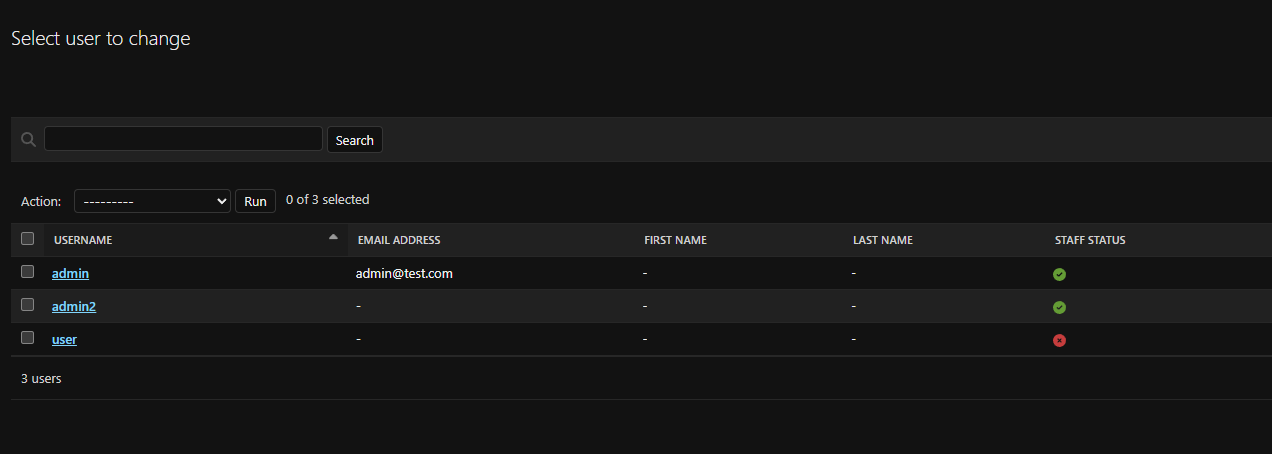 Select user to change
Search
Action: --------- Run 0 of 3 selected
USERNAME EMAIL ADDRESS FIRST NAME LAST NAME STAFF STATUS
admin admin@test.com - -
admin2 - - -
user - - -
3 users